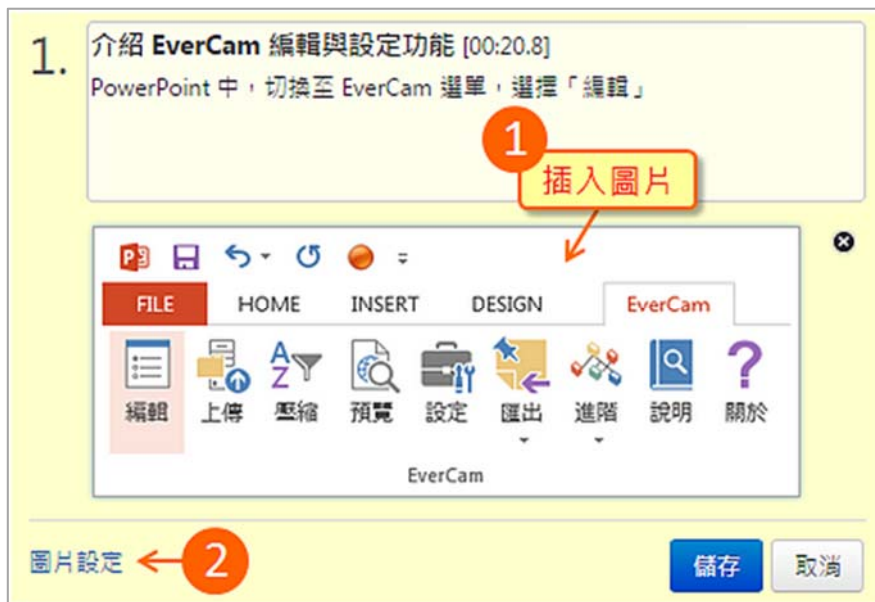 1.
介紹 EverCam 編輯與設定功能 [00:20.8]
PowerPoint 中，切換至 EverCam 選單，選擇「編輯」
1
插入圖片
FILE HOME INSERT DESIGN EverCam
編輯 上傳 壓縮 預覽 設定 匯出 進階 說明 關於
EverCam
圖片設定 2 儲存 取消